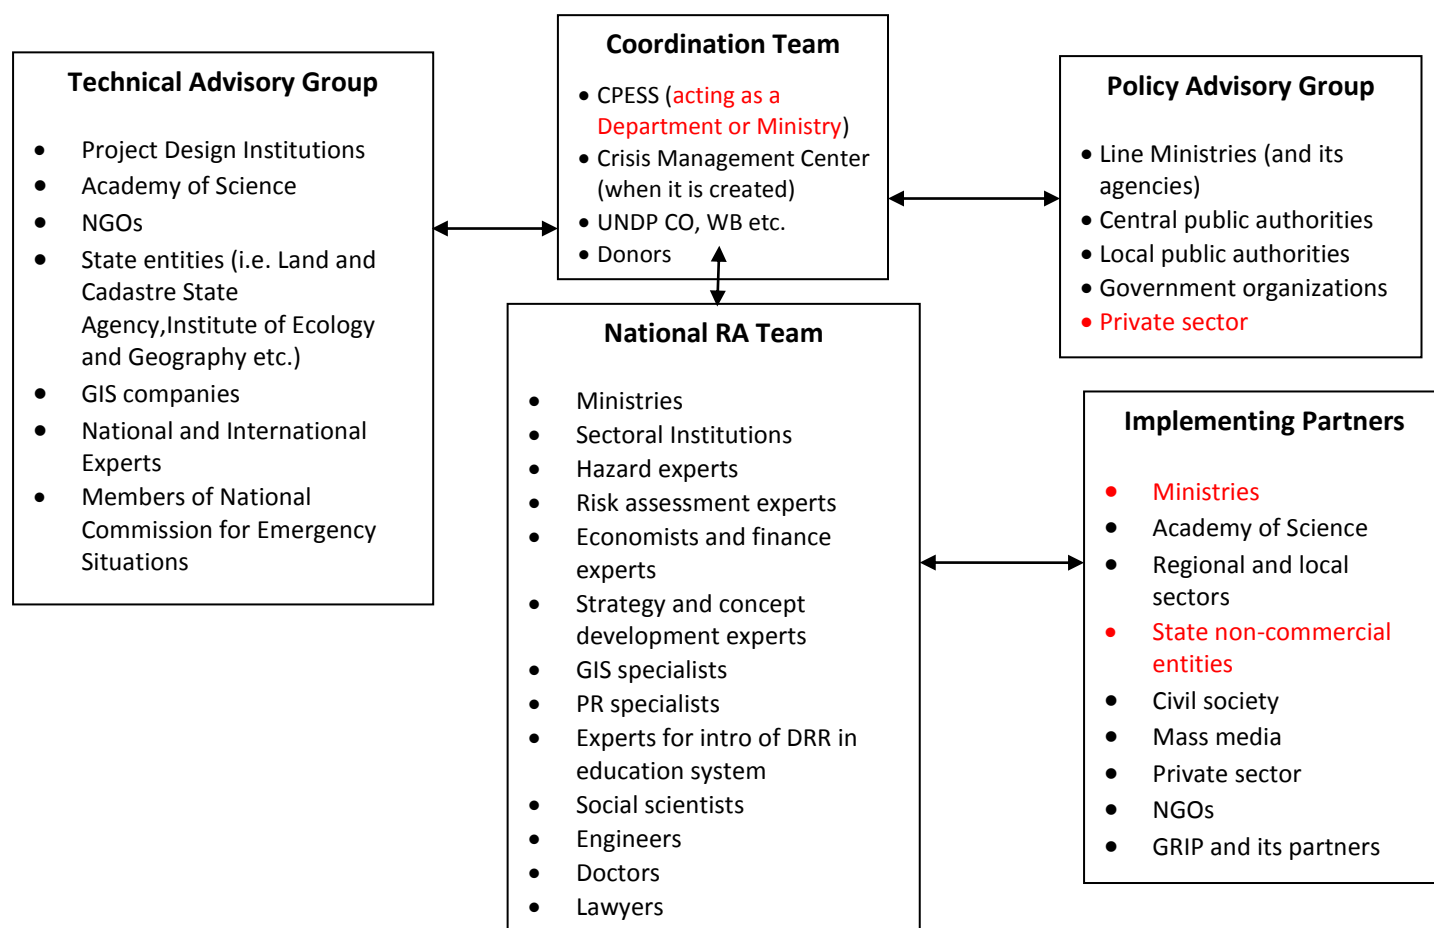 Technical Advisory Group
• Project Design Institutions
• Academy of Science
• NGOs
• State entities (i.e. Land and
Cadastre State
Agency,Institute of Ecology
and Geography etc.)
• GIS companies
• National and International
Experts
• Members of National
Commission for Emergency
Situations
Coordination Team
• CPESS (acting as a
Department or Ministry)
• Crisis Management Center
(when it is created)
• UNDP CO, WB etc.
• Donors
Policy Advisory Group
• Line Ministries (and its
agencies)
• Central public authorities
• Local public authorities
• Government organizations
• Private sector
National RA Team
• Ministries
• Sectoral Institutions
• Hazard experts
• Risk assessment experts
• Economists and finance
experts
• Strategy and concept
development experts
• GIS specialists
• PR specialists
• Experts for intro of DRR in
education system
• Social scientists
• Engineers
• Doctors
• Lawyers
Implementing Partners
• Ministries
• Academy of Science
• Regional and local
sectors
• State non-commercial
entities
• Civil society
• Mass media
• Private sector
• NGOs
• GRIP and its partners